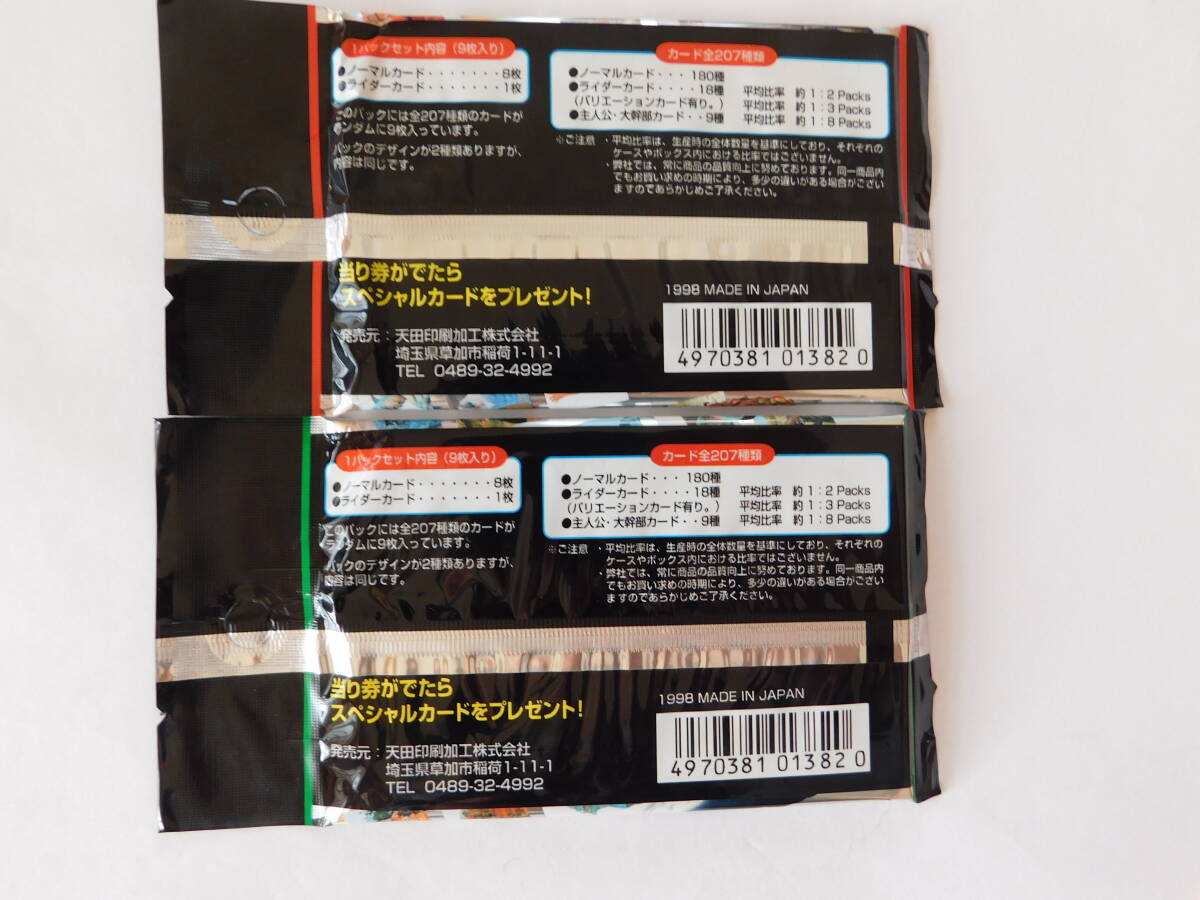 1パックセット内容（9枚入り）
●ノーマルカード・・・・・・・8枚
●ライダーカード・・・・・・・1枚
このパックには全207種類のカードが
ランダムに9枚入っています。
パックのデザインが2種類ありますが、
内容は同じです。
カード全207種類
●ノーマルカード・・・180種
●ライダーカード・・・・18種 平均比率 約 1：2 Packs
（バリエーションカード有り。） 平均比率 約 1：3 Packs
●主人公・大幹部カード・・9種 平均比率 約 1：8 Packs
※ご注意 ・平均比率は、生産時の全体数量を基準にしており、それぞれの
ケースやボックス内における比率ではございません。
・弊社では、常に商品の品質向上に努めております。同一商品内
でもお買い求めの時期により、多少の違いがある場合がござい
ますのであらかじめご了承ください。
当り券がでたら
スペシャルカードをプレゼント！
発売元：天田印刷加工株式会社
埼玉県草加市稲荷1-11-1
TEL 0489-32-4992
1998 MADE IN JAPAN
4970381 013820
1パックセット内容（9枚入り）
●ノーマルカード・・・・・・・8枚
●ライダーカード・・・・・・・1枚
このパックには全207種類のカードが
ランダムに9枚入っています。
パックのデザインが2種類ありますが、
内容は同じです。
カード全207種類
●ノーマルカード・・・180種
●ライダーカード・・・・18種 平均比率 約 1：2 Packs
（バリエーションカード有り。） 平均比率 約 1：3 Packs
●主人公・大幹部カード・・9種 平均比率 約 1：8 Packs
※ご注意 ・平均比率は、生産時の全体数量を基準にしており、それぞれの
ケースやボックス内における比率ではございません。
・弊社では、常に商品の品質向上に努めております。同一商品内
でもお買い求めの時期により、多少の違いがある場合がござい
ますのであらかじめご了承ください。
当り券がでたら
スペシャルカードをプレゼント！
発売元：天田印刷加工株式会社
埼玉県草加市稲荷1-11-1
TEL 0489-32-4992
1998 MADE IN JAPAN
4970381 013820